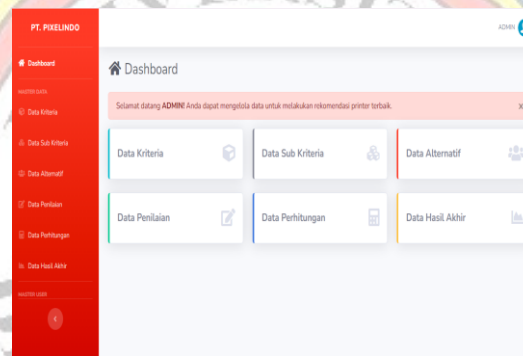 PT. PIXELINDO
ADMIN
Dashboard
Dashboard
MASTER DATA
Selamat datang ADMIN! Anda dapat mengelola data untuk melakukan rekomendasi printer terbaik.
x
Data Kriteria
Data Sub Kriteria
Data Alternatif
Data Penilaian
Data Perhitungan
Data Hasil Akhir
MASTER USER
Data Kriteria
Data Sub Kriteria
Data Alternatif
Data Penilaian
Data Perhitungan
Data Hasil Akhir